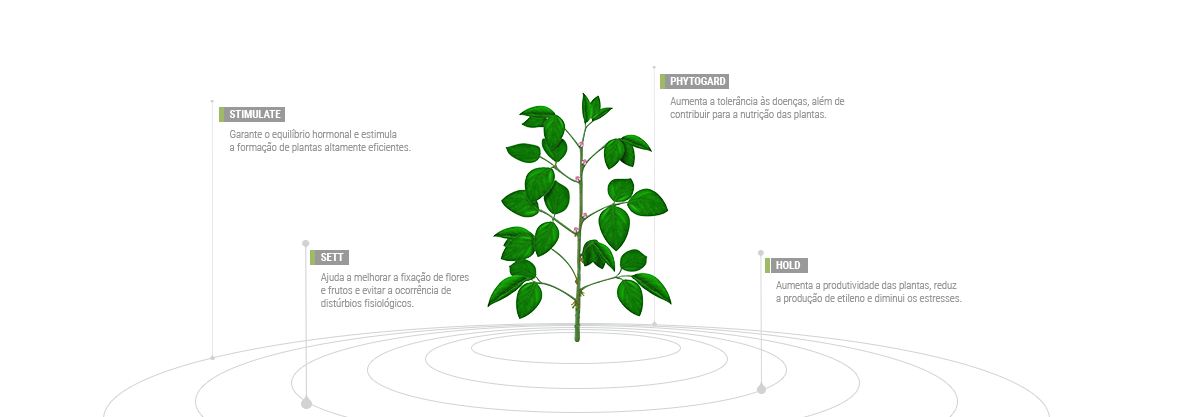 STIMULATE
Garante o equilíbrio hormonal e estimula
a formação de plantas altamente eficientes.
PHYTOGARD
Aumenta a tolerância às doenças, além de
contribuir para a nutrição das plantas.
SETT
Ajuda a melhorar a fixação de flores
e frutos e evitar a ocorrência de
distúrbios fisiológicos.
HOLD
Aumenta a produtividade das plantas, reduz
a produção de etileno e diminui os estresses.